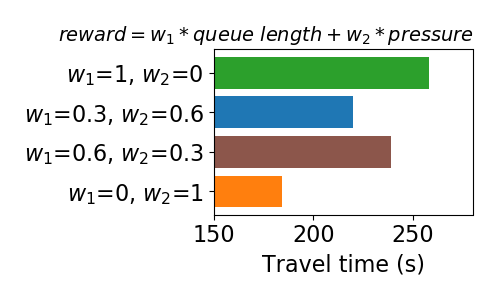 reward = w₁ * queue length + w₂ * pressure
w₁=1, w₂=0
w₁=0.3, w₂=0.6
w₁=0.6, w₂=0.3
w₁=0, w₂=1
150 200 250
Travel time (s)